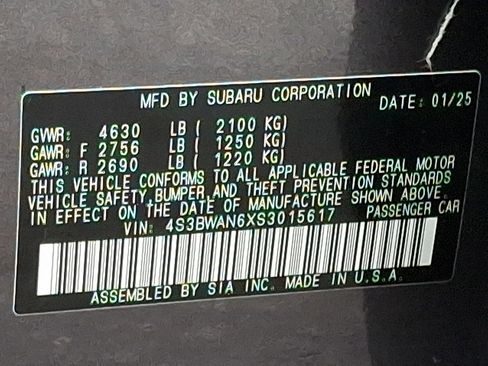 MFD BY SUBARU CORPORATION DATE: 01/25
GVWR: 4630 LB ( 2100 KG)
GAWR: F 2756 LB ( 1250 KG)
GAWR: R 2690 LB ( 1220 KG)
THIS VEHICLE CONFORMS TO ALL APPLICABLE FEDERAL MOTOR
VEHICLE SAFETY,BUMPER,AND THEFT PREVENTION STANDARDS
IN EFFECT ON THE DATE OF MANUFACTURE SHOWN ABOVE.
VIN: 4S3BWAN6XS3015617 PASSENGER CAR
ASSEMBLED BY SIA INC. MADE IN U.S.A.